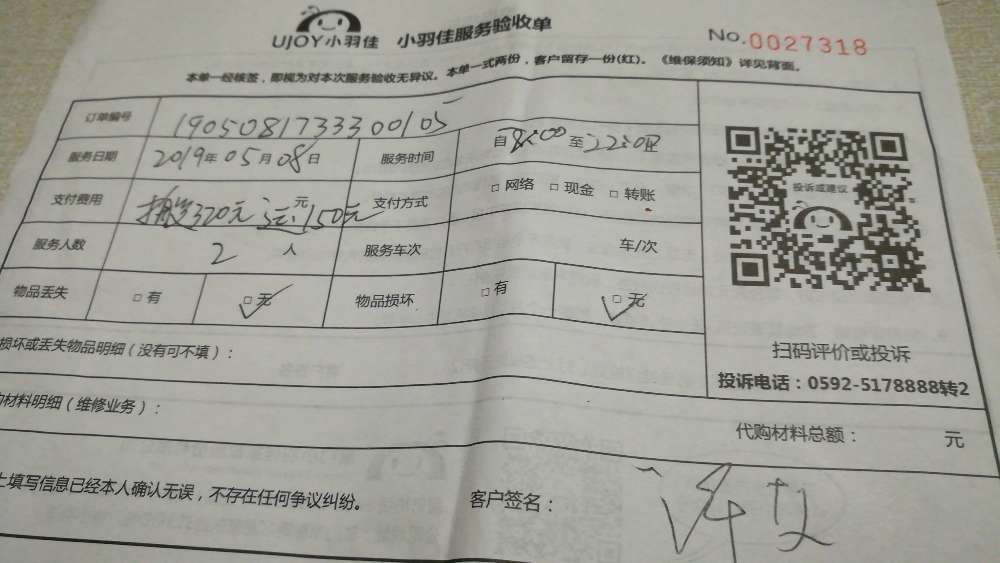 UJOY小羽佳 小羽佳服务验收单 No.0027318
本单一经核签，即视为对本次服务验收无异议。本单一式两份，客户留存一份(红)。《维保须知》详见背面。
订单编号 19050817333300105
服务日期 2019年05月08日 服务时间 自 至
支付费用 320元 150元 元 支付方式 □ 网络 □ 现金 □ 转账
服务人数 2 人 服务车次 车/次
物品丢失 □ 有 □ 无 物品损坏 □ 有 □ 无
投诉或建议
扫码评价或投诉
投诉电话：0592-5178888转2
损坏或丢失物品明细（没有可不填）：
材料明细（维修业务）：
代购材料总额： 元
上填写信息已经本人确认无误，不存在任何争议纠纷。 客户签名：